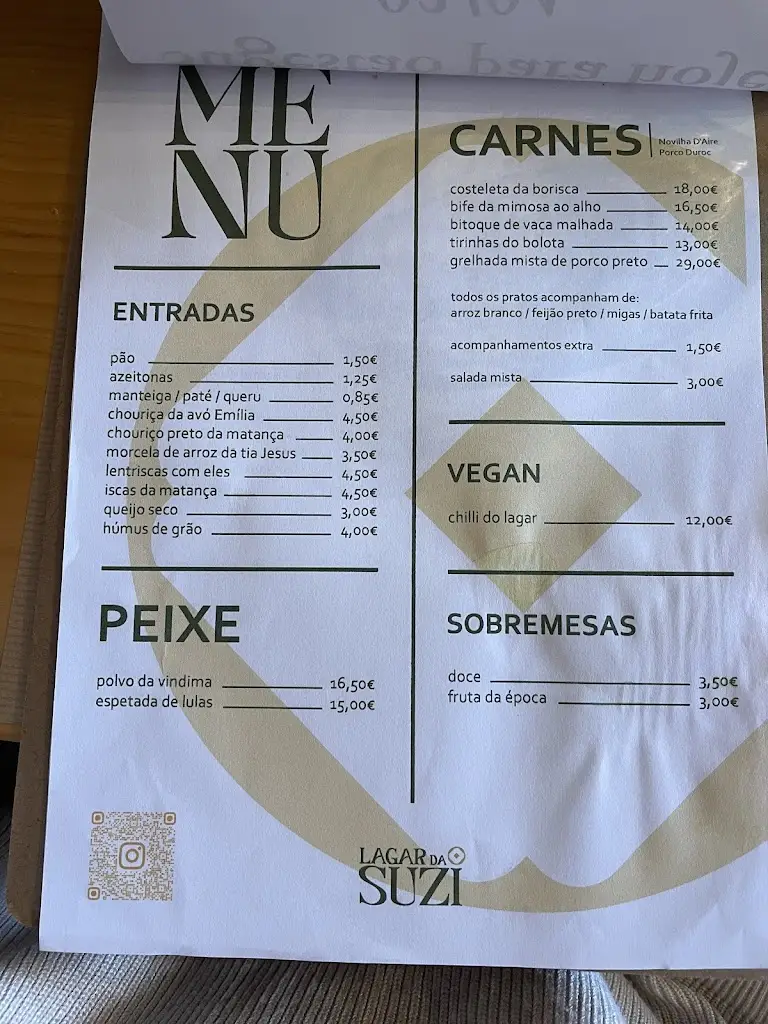 sugestão para hoje
ME
NU
ENTRADAS
pão 1,50€
azeitonas 1,25€
manteiga / paté / queru 0,85€
chouriça da avó Emília 4,50€
chouriço preto da matança 4,00€
morcela de arroz da tia Jesus 3,50€
lentriscas com eles 4,50€
iscas da matança 4,50€
queijo seco 3,00€
húmus de grão 4,00€
PEIXE
polvo da vindima 16,50€
espetada de lulas 15,00€
CARNES
Novilha D'Aire
Porco Duroc
costeleta da borisca 18,00€
bife da mimosa ao alho 16,50€
bitoque de vaca malhada 14,00€
tirinhas do bolota 13,00€
grelhada mista de porco preto 29,00€
todos os pratos acompanham de:
arroz branco / feijão preto / migas / batata frita
acompanhamentos extra 1,50€
salada mista 3,00€
VEGAN
chilli do lagar 12,00€
SOBREMESAS
doce 3,50€
fruta da época 3,00€
LAGAR DA
SUZI